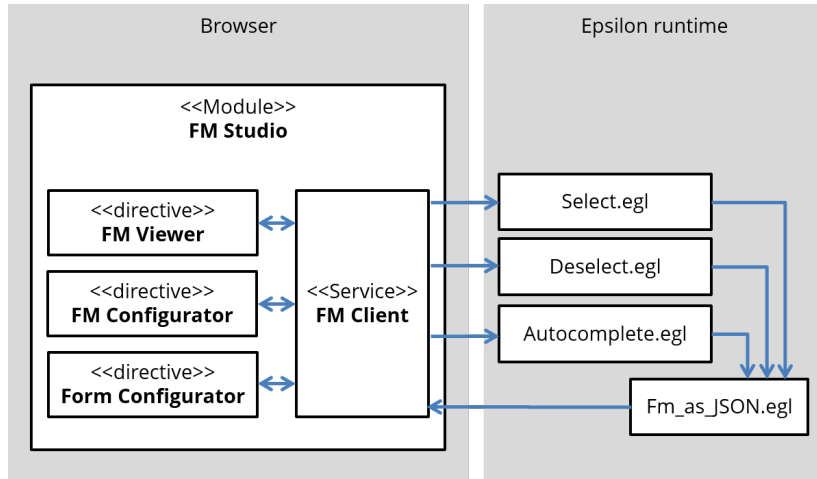 Browser
Epsilon runtime
<<Module>>
FM Studio
<<directive>>
FM Viewer
<<directive>>
FM Configurator
<<directive>>
Form Configurator
<<Service>>
FM Client
Select.egl
Deselect.egl
Autocomplete.egl
Fm_as_JSON.egl